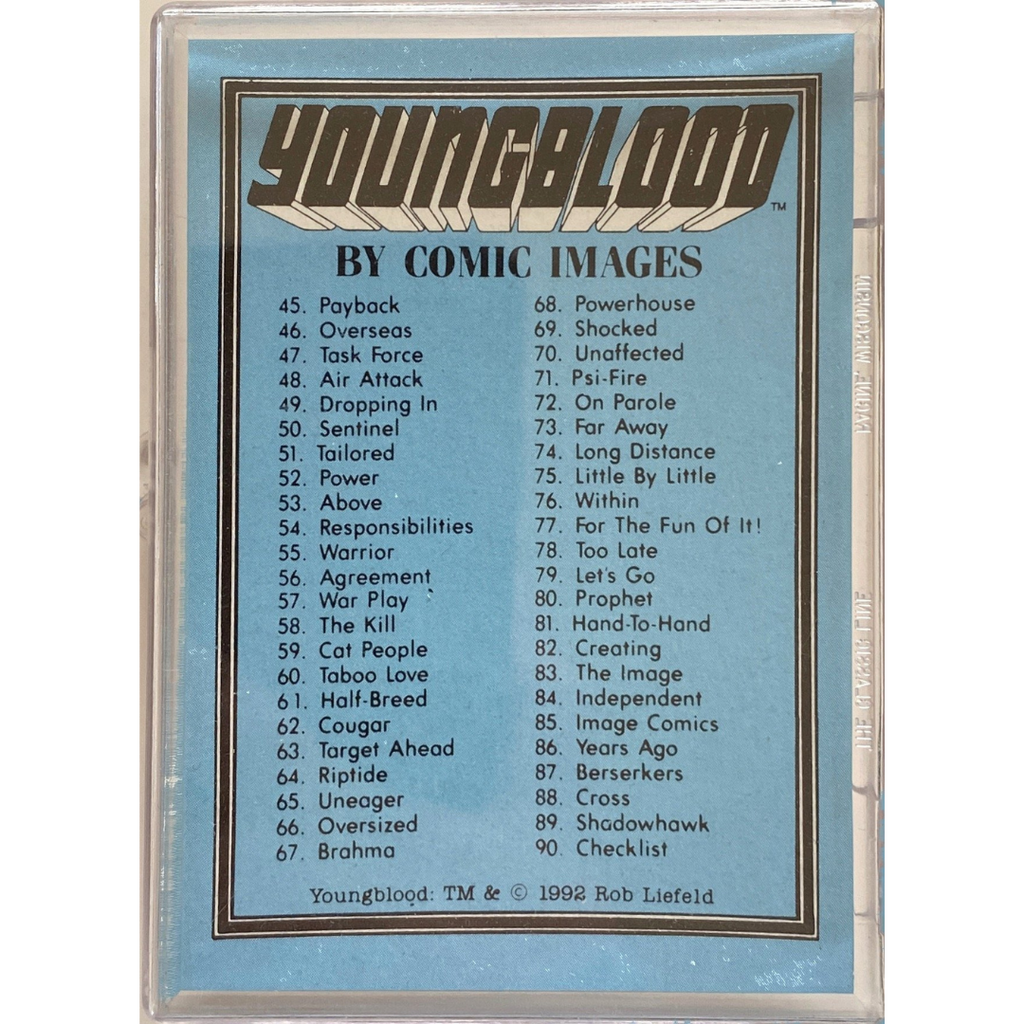 YOUNGBLOOD™
BY COMIC IMAGES
45. Payback
46. Overseas
47. Task Force
48. Air Attack
49. Dropping In
50. Sentinel
51. Tailored
52. Power
53. Above
54. Responsibilities
55. Warrior
56. Agreement
57. War Play
58. The Kill
59. Cat People
60. Taboo Love
61. Half-Breed
62. Cougar
63. Target Ahead
64. Riptide
65. Uneager
66. Oversized
67. Brahma
68. Powerhouse
69. Shocked
70. Unaffected
71. Psi-Fire
72. On Parole
73. Far Away
74. Long Distance
75. Little By Little
76. Within
77. For The Fun Of It!
78. Too Late
79. Let's Go
80. Prophet
81. Hand-To-Hand
82. Creating
83. The Image
84. Independent
85. Image Comics
86. Years Ago
87. Berserkers
88. Cross
89. Shadowhawk
90. Checklist
Youngblood: TM & © 1992 Rob Liefeld